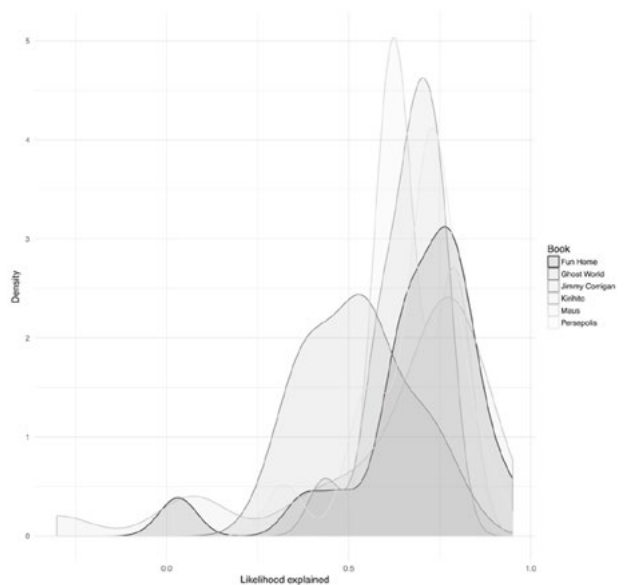 5
4
3
2
1
0
Density
0.0
0.5
1.0
Likelihood explained
Book
Fun Home
Ghost World
Jimmy Corrigan
Kirihito
Maus
Persepolis